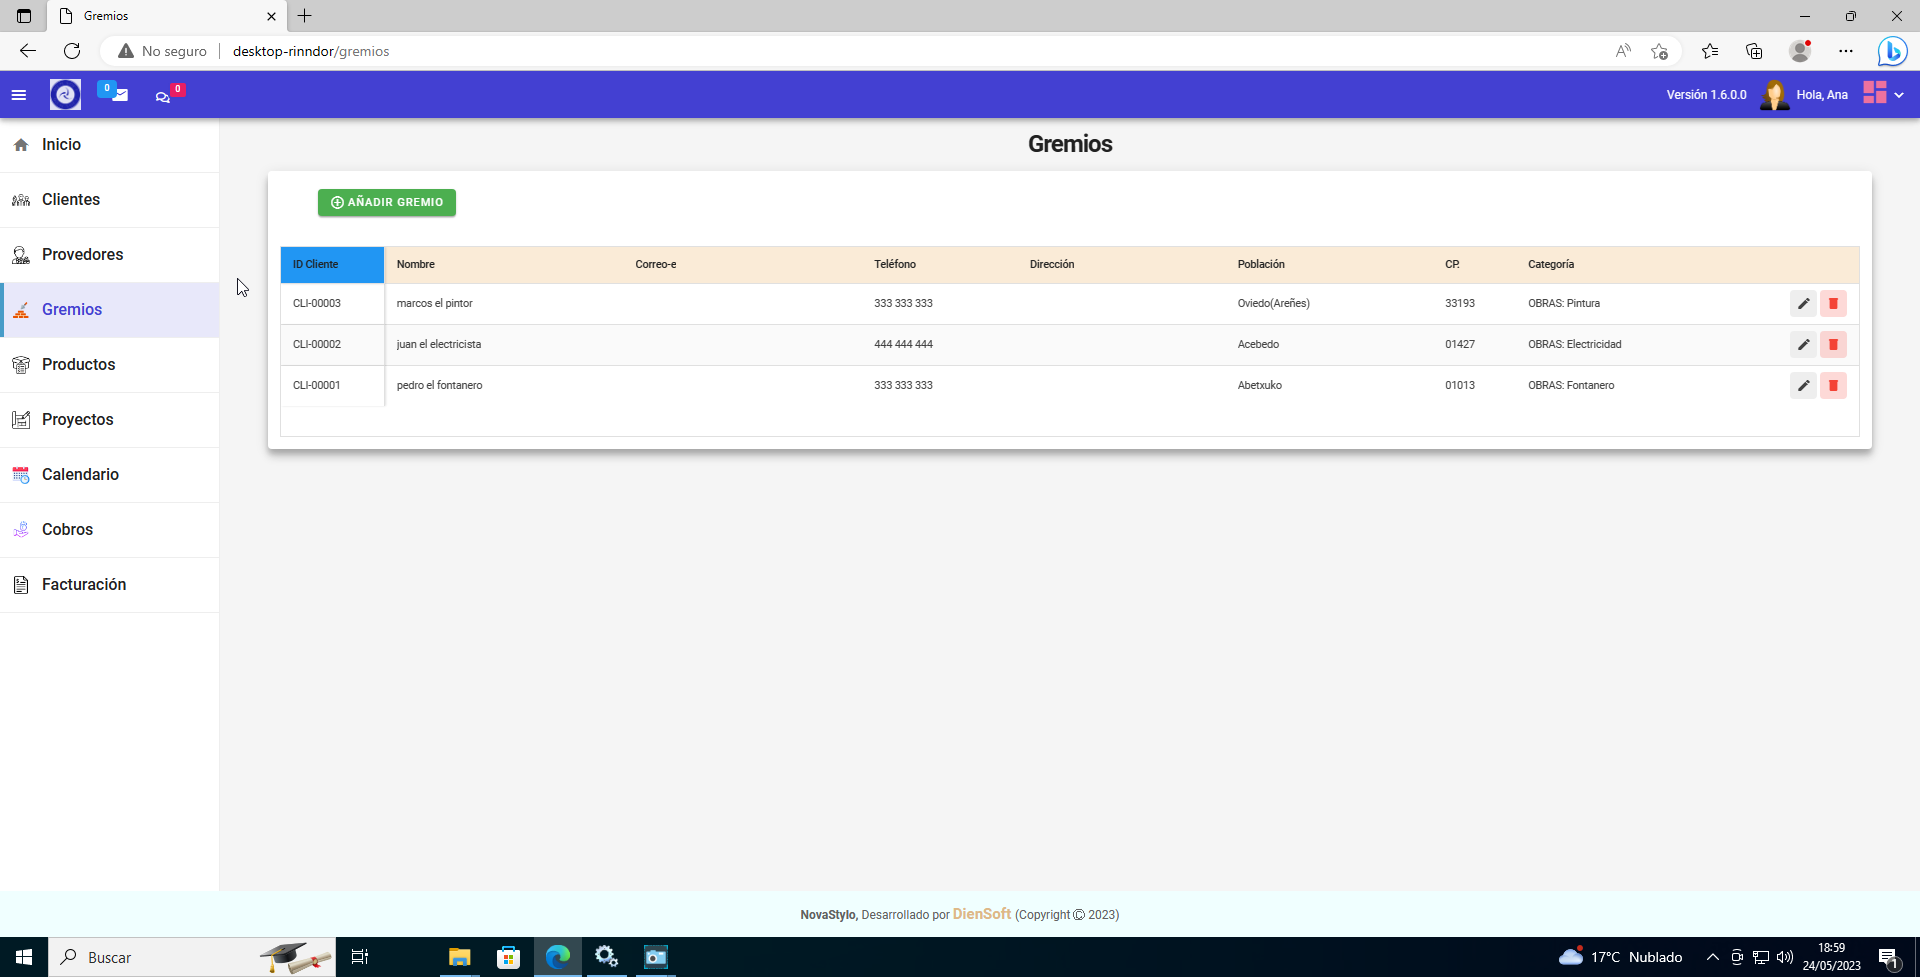 Gremios
No seguro desktop-rinndor/gremios
0 0 Versión 1.6.0.0 Hola, Ana
Inicio
Clientes
Provedores
Gremios
Productos
Proyectos
Calendario
Cobros
Facturación
Gremios
AÑADIR GREMIO
ID Cliente Nombre Correo-e Teléfono Dirección Población CP. Categoría
CLI-00003 marcos el pintor 333 333 333 Oviedo(Areñes) 33193 OBRAS: Pintura
CLI-00002 juan el electricista 444 444 444 Acebedo 01427 OBRAS: Electricidad
CLI-00001 pedro el fontanero 333 333 333 Abetxuko 01013 OBRAS: Fontanero
NovaStylo, Desarrollado por DienSoft (Copyright © 2023)
Buscar 17°C Nublado 18:59
24/05/2023 1